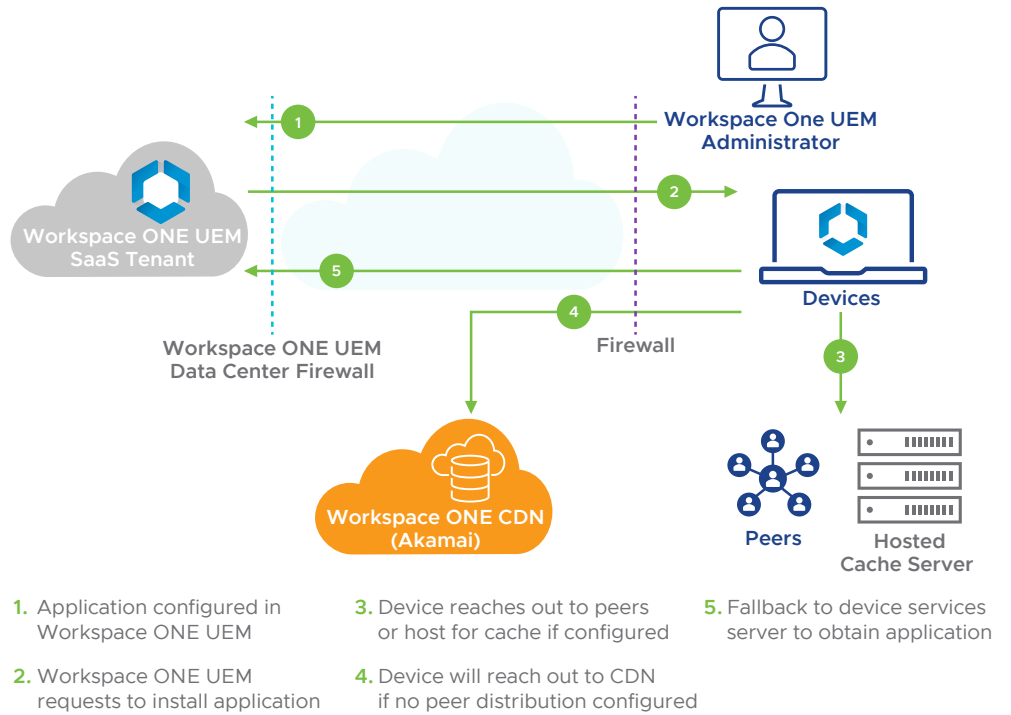 1
Workspace One UEM
Administrator
2
Workspace ONE UEM
SaaS Tenant
5
Devices
4
Workspace ONE UEM
Data Center Firewall
Firewall
3
Workspace ONE CDN
(Akamai)
Peers
Hosted
Cache Server
1. Application configured in
Workspace ONE UEM
2. Workspace ONE UEM
requests to install application
3. Device reaches out to peers
or host for cache if configured
4. Device will reach out to CDN
if no peer distribution configured
5. Fallback to device services
server to obtain application